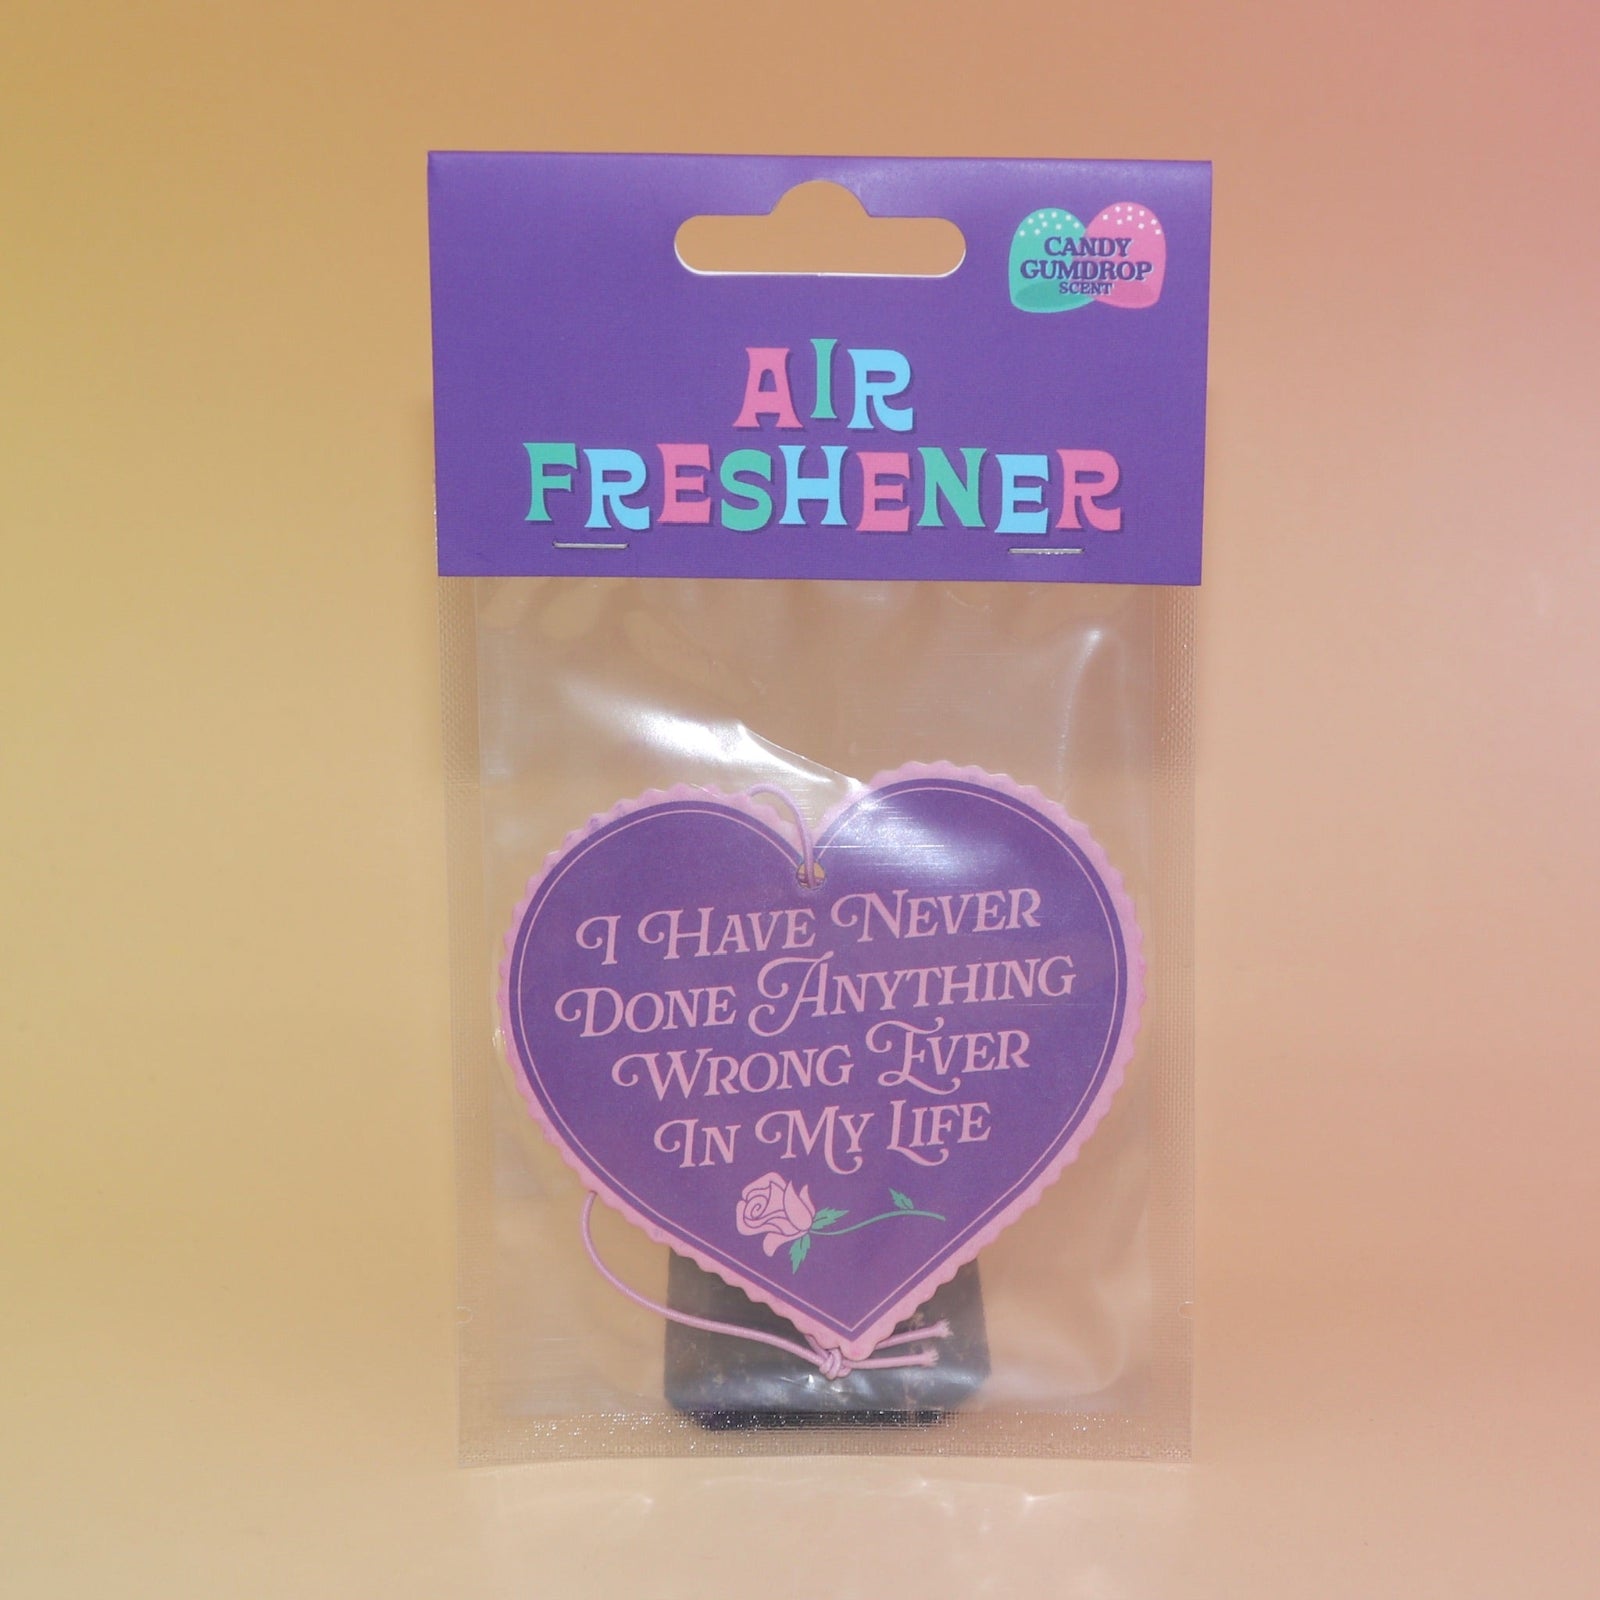 CANDY
GUMDROP
SCENT
AIR
FRESHENER
I HAVE NEVER
DONE ANYTHING
WRONG EVER
IN MY LIFE